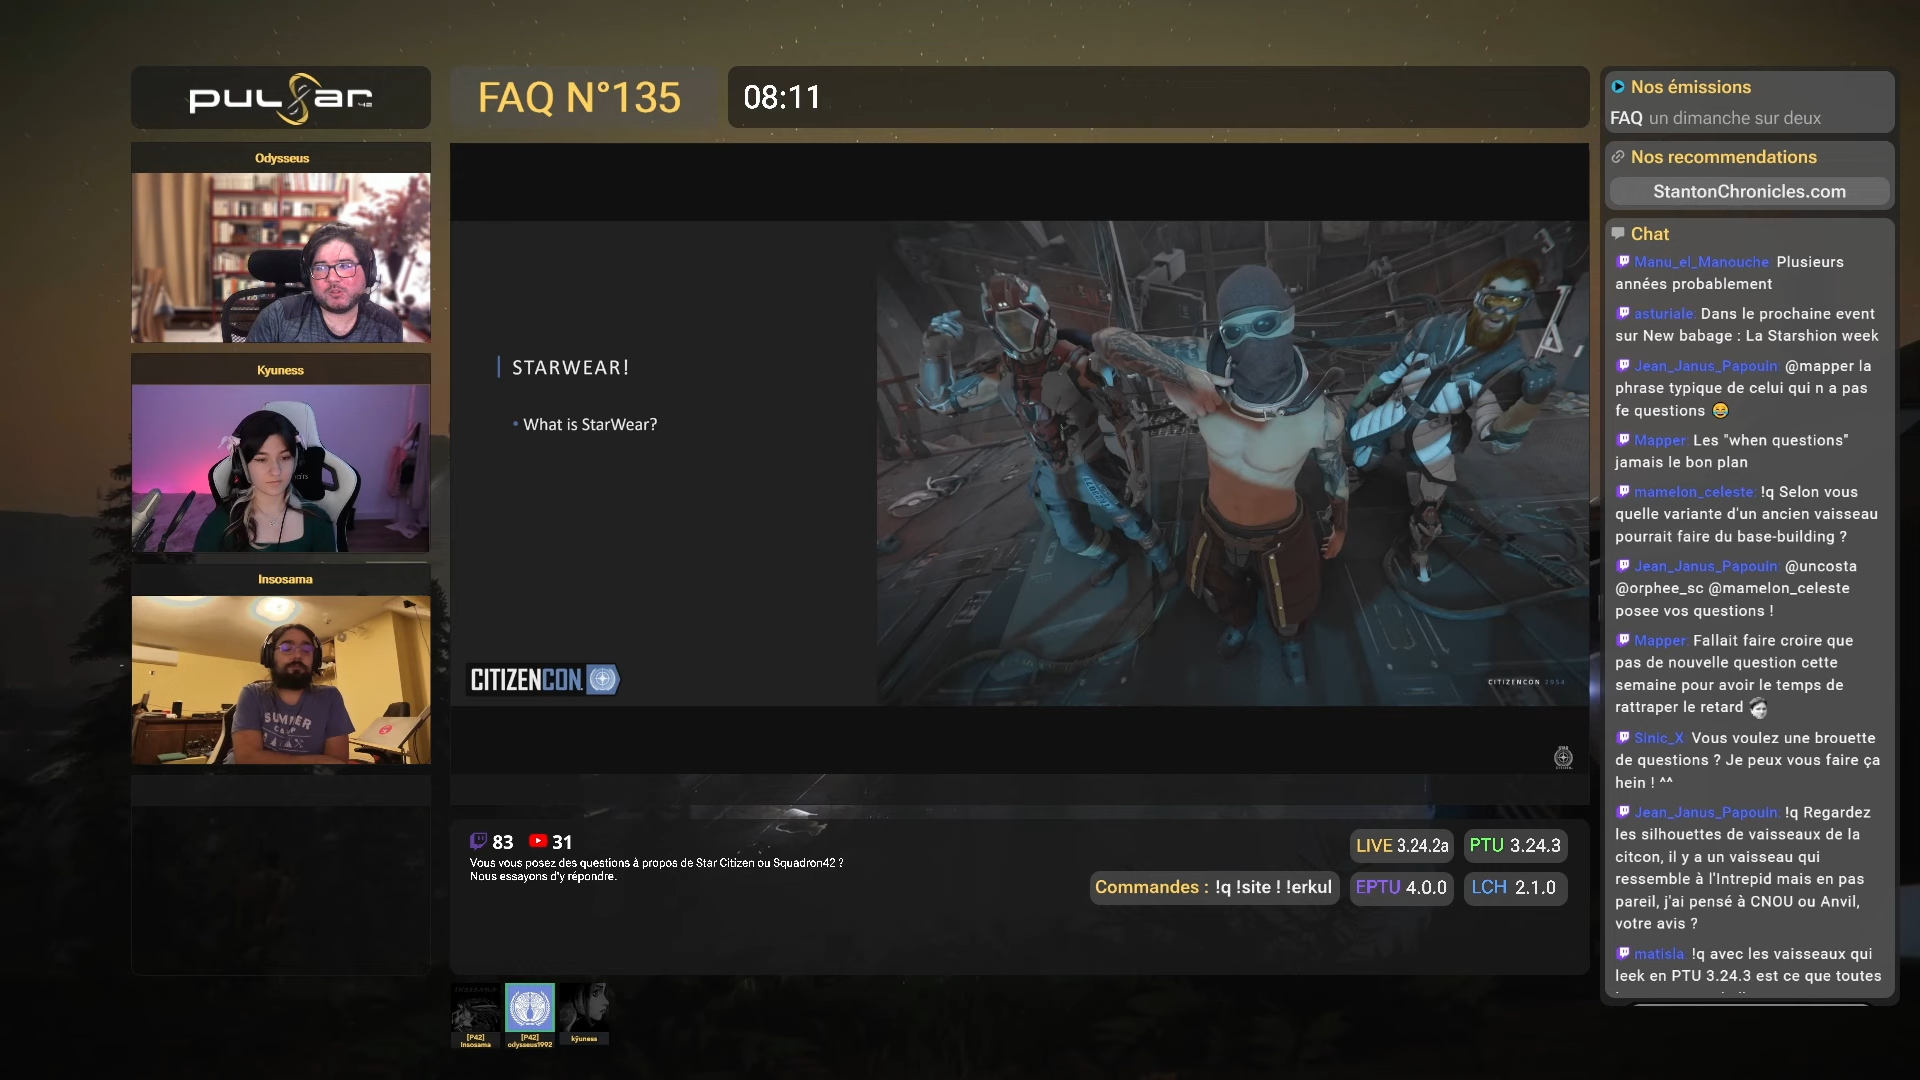 pulsar 42
FAQ N°135
08:11
Odysseus
Kyuness
Insosama
SUMMER
CAMP
STARWEAR!
• What is StarWear?
CITIZENCON
CITIZENCON 2954
83
31
Vous vous posez des questions à propos de Star Citizen ou Squadron42 ?
Nous essayons d'y répondre.
LIVE 3.24.2a
PTU 3.24.3
Commandes : !q !site ! !erkul
EPTU 4.0.0
LCH 2.1.0
[P42]
Insosama
[P42]
odysseus1992
kÿuness
Nos émissions
FAQ un dimanche sur deux
Nos recommendations
StantonChronicles.com
Chat
Manu_el_Manouche: Plusieurs
années probablement
asturiale: Dans le prochaine event
sur New babage : La Starshion week
Jean_Janus_Papouin: @mapper la
phrase typique de celui qui n a pas
fe questions 😂
Mapper: Les "when questions"
jamais le bon plan
mamelon_celeste: !q Selon vous
quelle variante d'un ancien vaisseau
pourrait faire du base-building ?
Jean_Janus_Papouin: @uncosta
@orphee_sc @mamelon_celeste
posee vos questions !
Mapper: Fallait faire croire que
pas de nouvelle question cette
semaine pour avoir le temps de
rattraper le retard
Sinic_X: Vous voulez une brouette
de questions ? Je peux vous faire ça
hein ! ^^
Jean_Janus_Papouin: !q Regardez
les silhouettes de vaisseaux de la
citcon, il y a un vaisseau qui
ressemble à l'Intrepid mais en pas
pareil, j'ai pensé à CNOU ou Anvil,
votre avis ?
matisla: !q avec les vaisseaux qui
leek en PTU 3.24.3 est ce que toutes